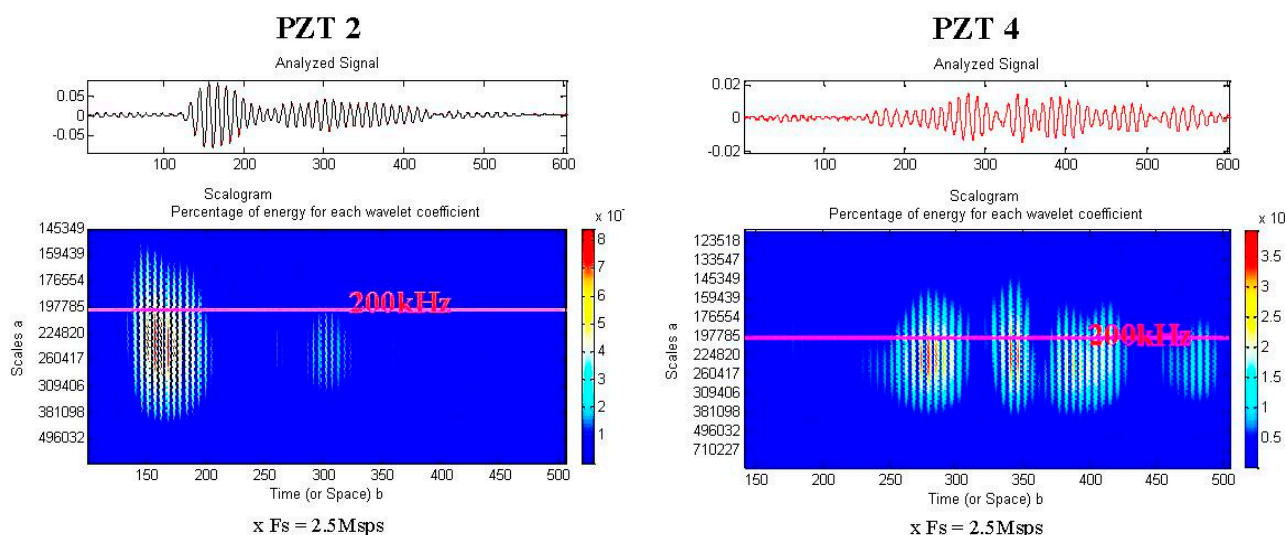 PZT 2
Analyzed Signal
0.05
0
-0.05
100 200 300 400 500 600
Scalogram
Percentage of energy for each wavelet coefficient
x 10-
145349
159439
176554
197785
224820
260417
309406
381098
496032
Scales a
200kHz
8
7
6
5
4
3
2
1
150 200 250 300 350 400 450 500
Time (or Space) b
x Fs = 2.5Msps
PZT 4
Analyzed Signal
0.02
0
-0.02
100 200 300 400 500 600
Scalogram
Percentage of energy for each wavelet coefficient
x 10
123518
133547
145349
159439
176554
197785
224820
260417
309406
381098
496032
710227
Scales a
200kHz
3.5
3
2.5
2
1.5
1
0.5
150 200 250 300 350 400 450 500
Time (or Space) b
x Fs = 2.5Msps